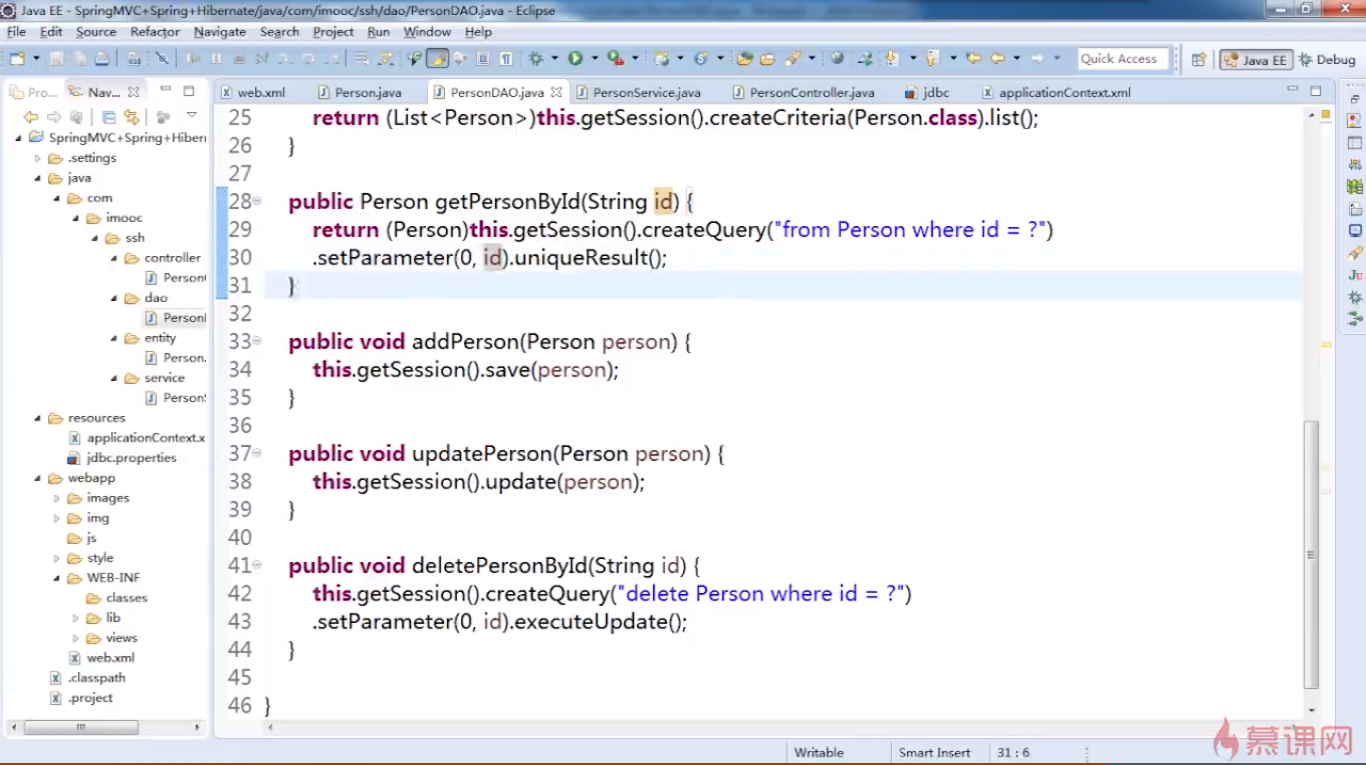 Java EE - SpringMVC+Spring+Hibernate/java/com/imooc/ssh/dao/PersonDAO.java - Eclipse
File Edit Source Refactor Navigate Search Project Run Window Help
Quick Access Java EE Debug
Pro... Nav...
web.xml Person.java PersonDAO.java PersonService.java PersonController.java jdbc applicationContext.xml
SpringMVC+Spring+Hibern
.settings
java
com
imooc
ssh
controller
Person
dao
Person
entity
Person.
service
Person
resources
applicationContext.x
jdbc.properties
webapp
images
img
js
style
WEB-INF
classes
lib
views
web.xml
.classpath
.project
25 return (List<Person>)this.getSession().createCriteria(Person.class).list();
26 }
27
28 public Person getPersonById(String id) {
29 return (Person)this.getSession().createQuery("from Person where id = ?")
30 .setParameter(0, id).uniqueResult();
31 }
32
33 public void addPerson(Person person) {
34 this.getSession().save(person);
35 }
36
37 public void updatePerson(Person person) {
38 this.getSession().update(person);
39 }
40
41 public void deletePersonById(String id) {
42 this.getSession().createQuery("delete Person where id = ?")
43 .setParameter(0, id).executeUpdate();
44 }
45
46 }
Writable Smart Insert 31 : 6
慕课网